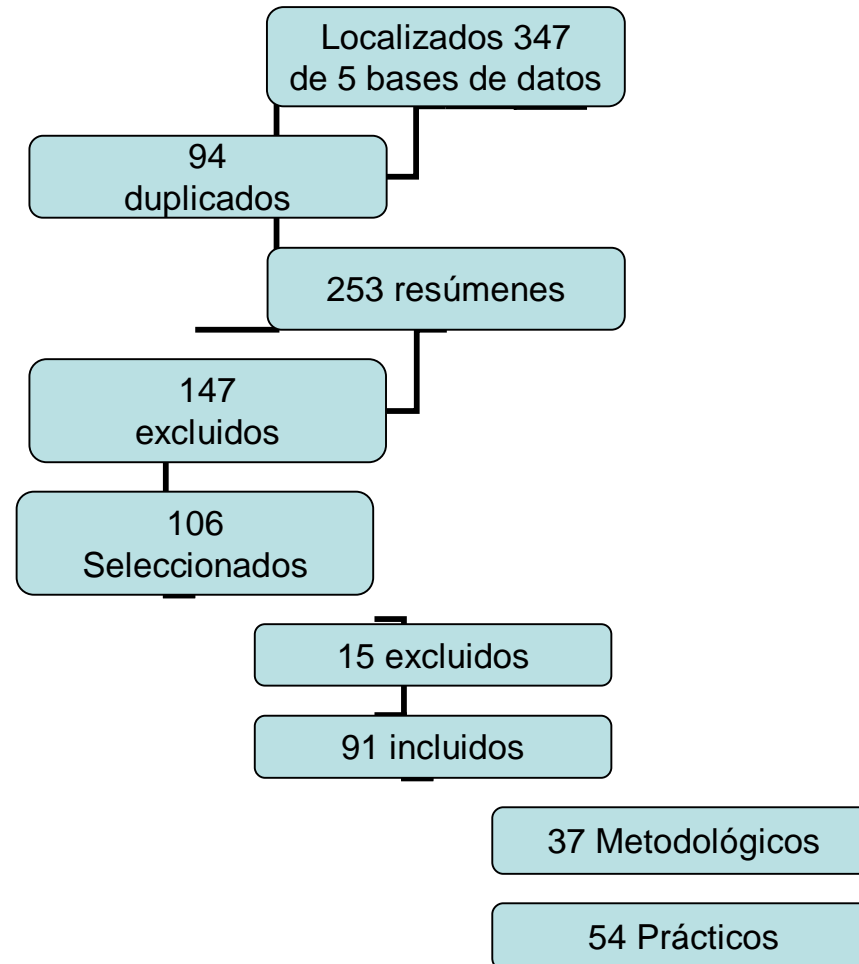 Localizados 347
de 5 bases de datos
94
duplicados
253 resúmenes
147
excluidos
106
Seleccionados
15 excluidos
91 incluidos
37 Metodológicos
54 Prácticos